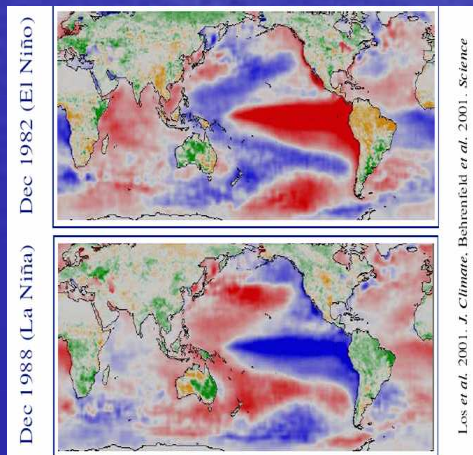 Dec 1982 (El Niño)
Dec 1988 (La Niña)
Los et al. 2001. J. Climate. Behrenfeld et al. 2001. Science